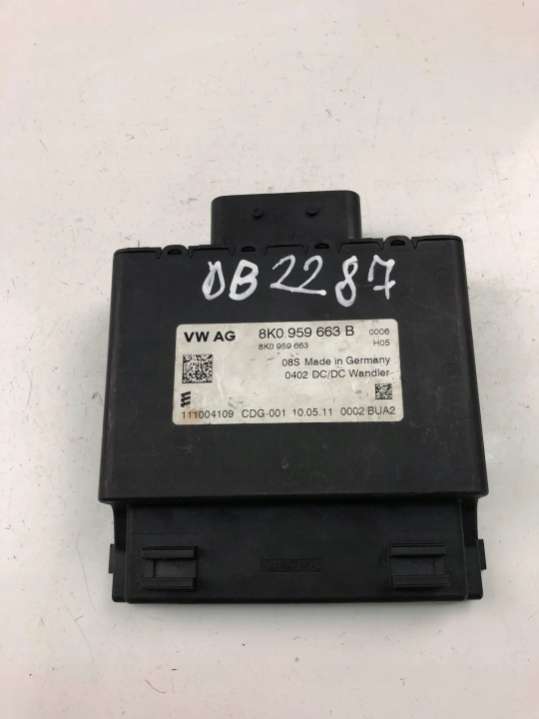 DB2287
VW AG 8K0 959 663 B 0006
8K0 959 663 H05
08S Made in Germany
0402 DC/DC Wandler
111004109 CDG-001 10.05.11 0002 BUA2